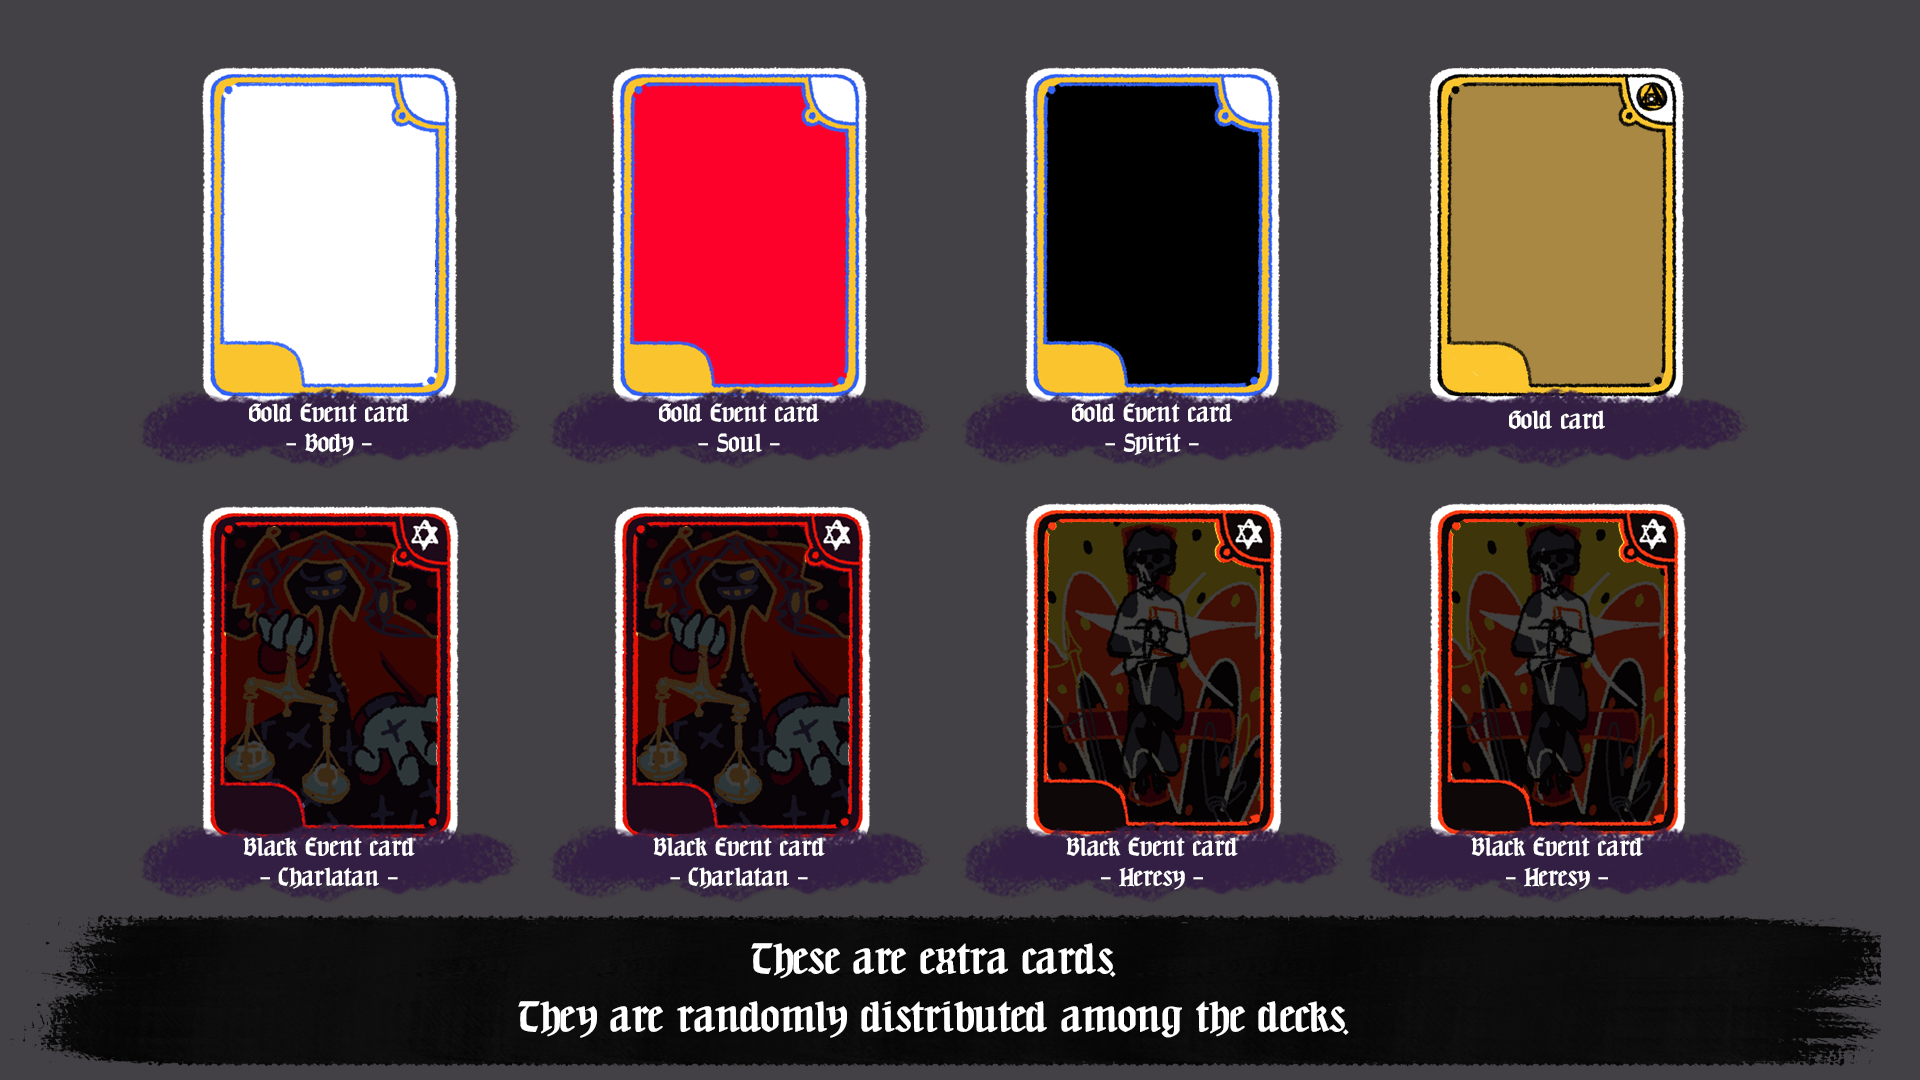 Gold Event card
- Body -
Gold Event card
- Soul -
Gold Event card
- Spirit -
Gold card
Black Event card
- Charlatan -
Black Event card
- Charlatan -
Black Event card
- Heresy -
Black Event card
- Heresy -
These are extra cards.
They are randomly distributed among the decks.